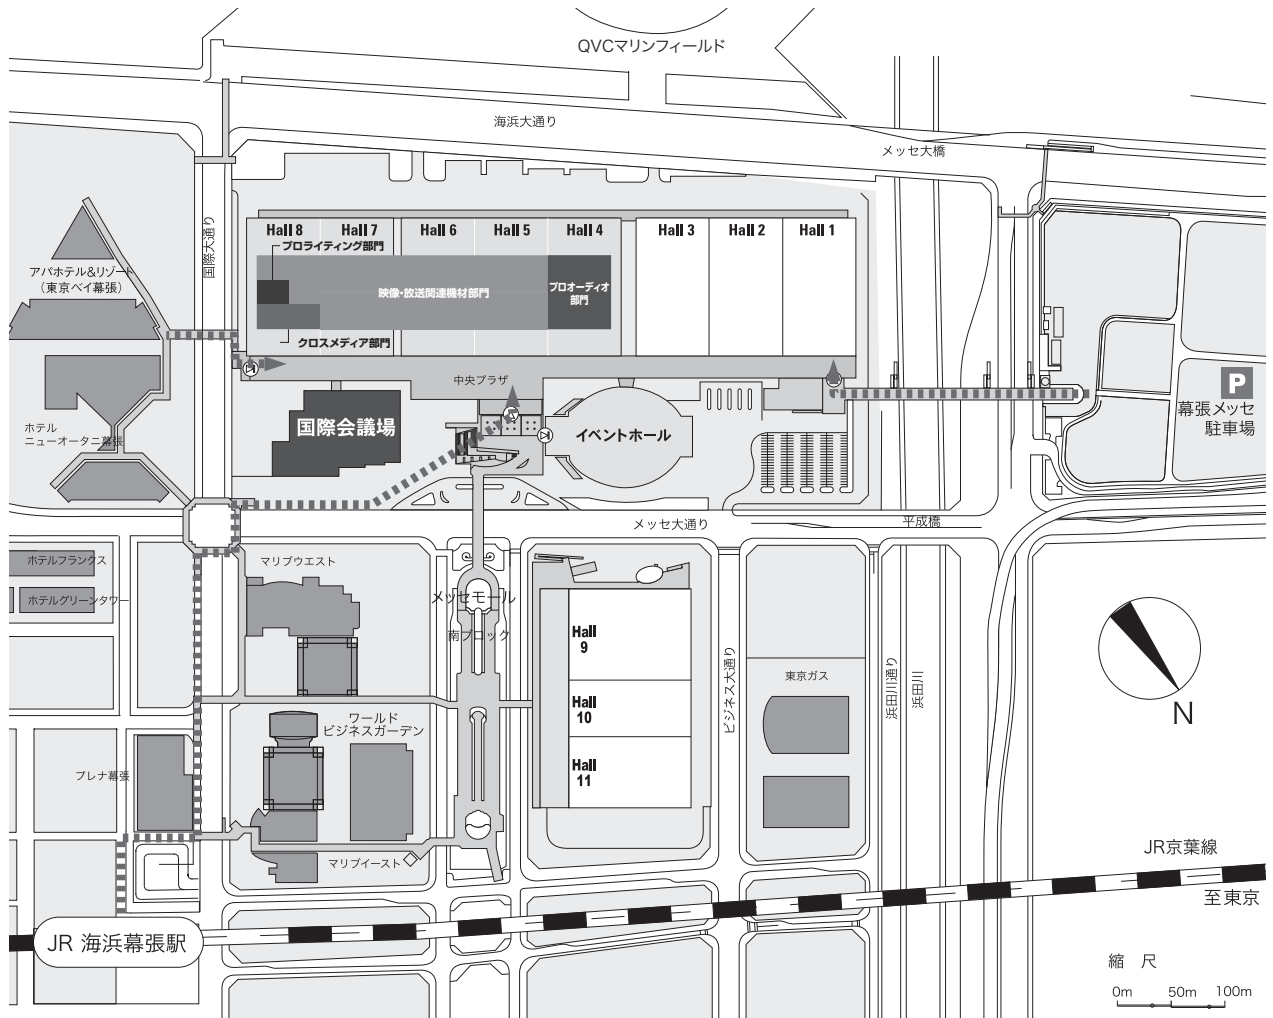 QVCマリンフィールド
海浜大通り
メッセ大橋
国際大通り
Hall 8
Hall 7
Hall 6
Hall 5
Hall 4
Hall 3
Hall 2
Hall 1
プロライティング部門
映像・放送関連機材部門
プロオーディオ
部門
クロスメディア部門
アパホテル&リゾート
（東京ベイ幕張）
中央プラザ
国際会議場
イベントホール
P
幕張メッセ
駐車場
ホテル
ニューオータニ幕張
メッセ大通り
平成橋
ホテルフランクス
ホテルグリーンタワー
マリブウエスト
メッセモール
南ブロック
Hall
9
Hall
10
Hall
11
ビジネス大通り
東京ガス
浜田川通り
浜田川
N
ワールド
ビジネスガーデン
プレナ幕張
マリブイースト
JR京葉線
至東京
JR 海浜幕張駅
縮 尺
0m 50m 100m